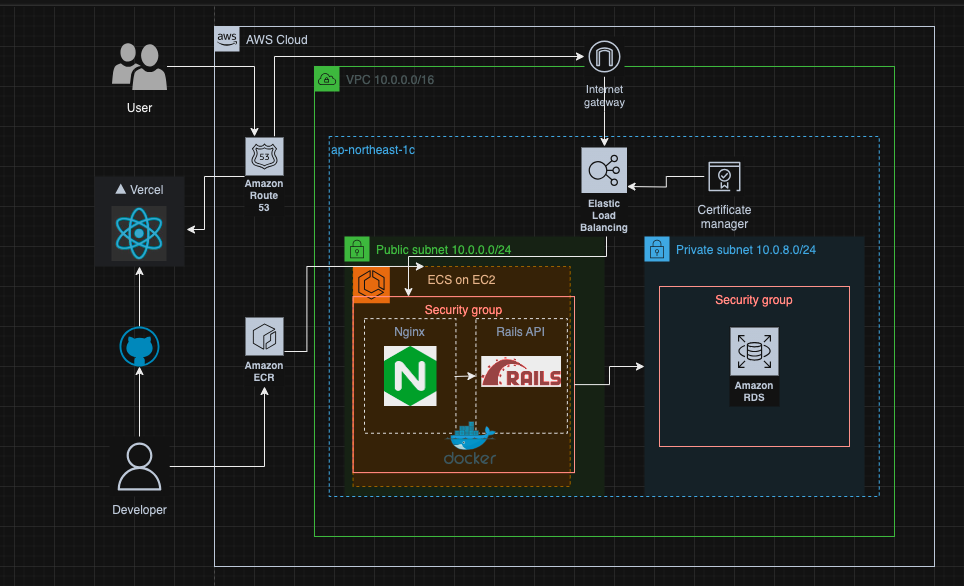 aws
AWS Cloud
User
VPC 10.0.0.0/16
Internet
gateway
ap-northeast-1c
53
Amazon
Route
53
Elastic
Load
Balancing
Certificate
manager
Vercel
Public subnet 10.0.0.0/24
Private subnet 10.0.8.0/24
ECS on EC2
Security group
Security group
Nginx
Rails API
N
RAILS
Amazon
ECR
Amazon
RDS
docker
Developer